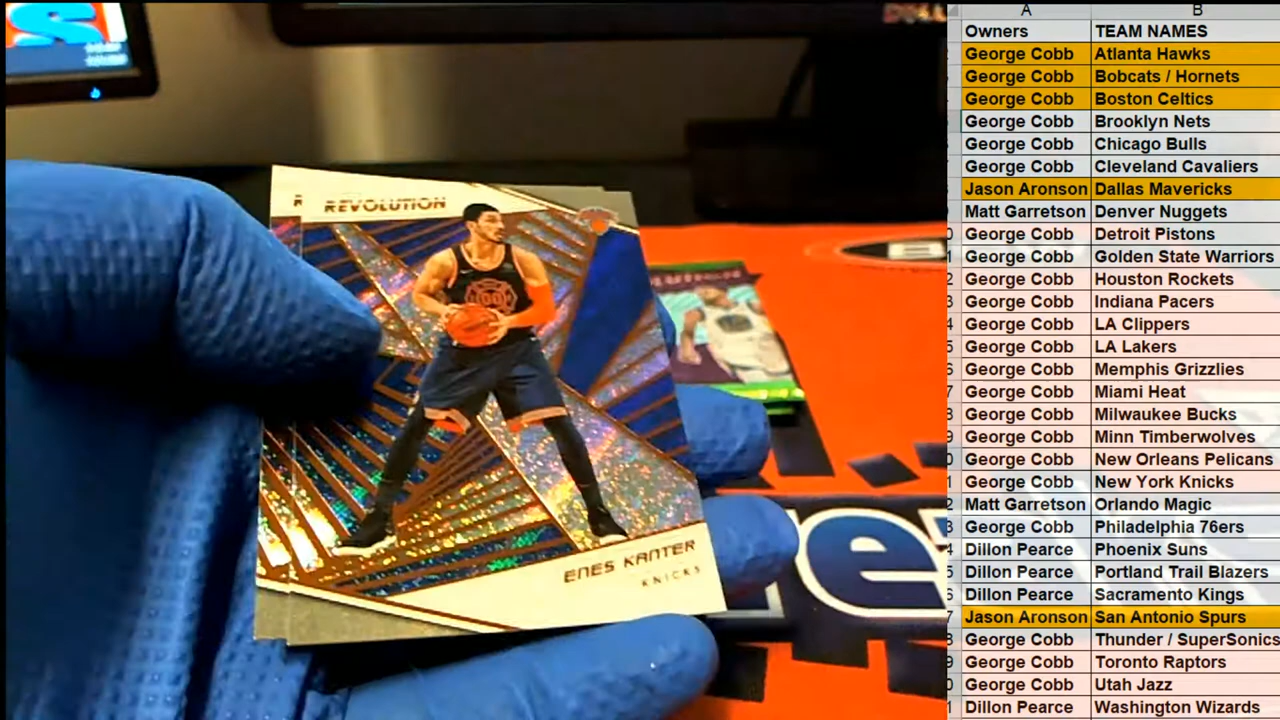 REVOLUTION
ENES KANTER
KNICKS
A B
Owners TEAM NAMES
George Cobb Atlanta Hawks
George Cobb Bobcats / Hornets
George Cobb Boston Celtics
George Cobb Brooklyn Nets
George Cobb Chicago Bulls
George Cobb Cleveland Cavaliers
Jason Aronson Dallas Mavericks
Matt Garretson Denver Nuggets
George Cobb Detroit Pistons
George Cobb Golden State Warriors
George Cobb Houston Rockets
George Cobb Indiana Pacers
George Cobb LA Clippers
George Cobb LA Lakers
George Cobb Memphis Grizzlies
George Cobb Miami Heat
George Cobb Milwaukee Bucks
George Cobb Minn Timberwolves
George Cobb New Orleans Pelicans
George Cobb New York Knicks
Matt Garretson Orlando Magic
George Cobb Philadelphia 76ers
Dillon Pearce Phoenix Suns
Dillon Pearce Portland Trail Blazers
Dillon Pearce Sacramento Kings
Jason Aronson San Antonio Spurs
George Cobb Thunder / SuperSonics
George Cobb Toronto Raptors
George Cobb Utah Jazz
Dillon Pearce Washington Wizards